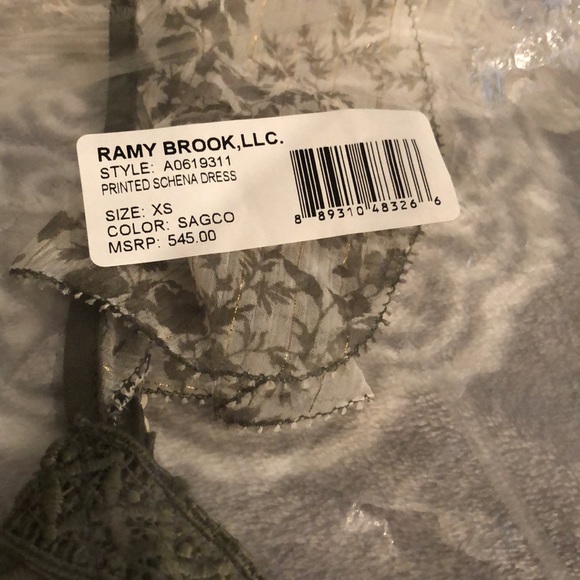 RAMY BROOK,LLC.
STYLE: A0619311
PRINTED SCHENA DRESS
SIZE: XS
COLOR: SAGCO
MSRP: 545.00
8 89310 48326 6